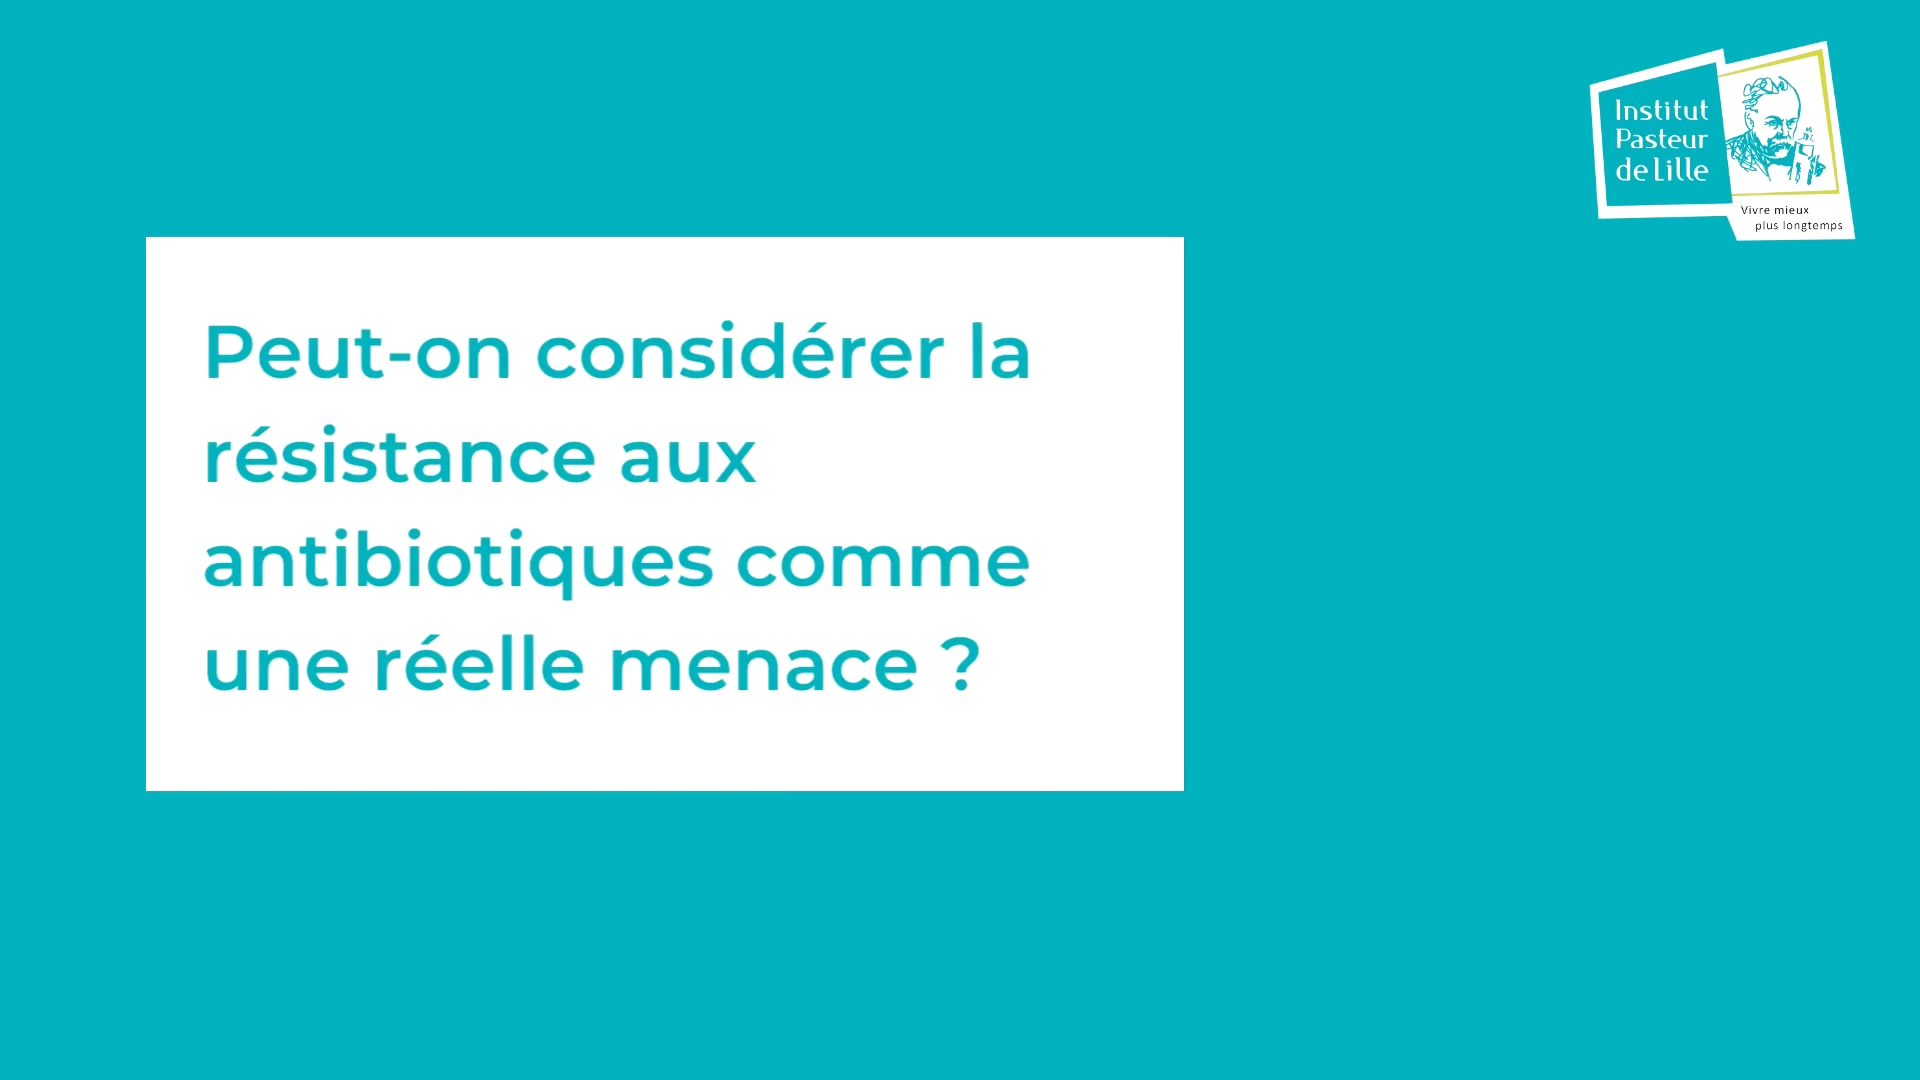 Institut
Pasteur
de Lille
Vivre mieux
plus longtemps
Peut-on considérer la
résistance aux
antibiotiques comme
une réelle menace ?